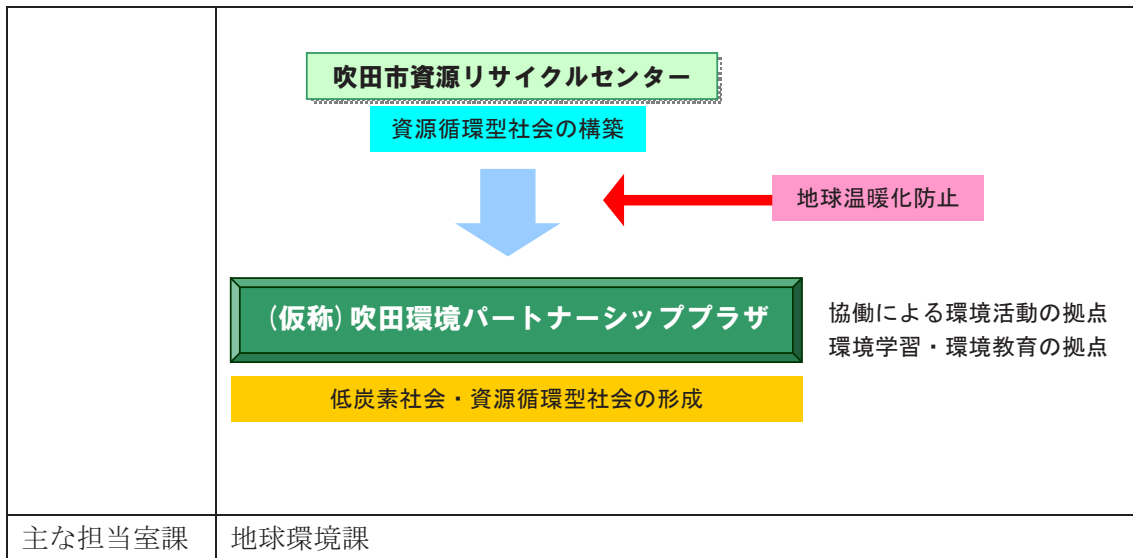 吹田市資源リサイクルセンター
資源循環型社会の構築
地球温暖化防止
(仮称)吹田環境パートナーシッププラザ
協働による環境活動の拠点
環境学習・環境教育の拠点
低炭素社会・資源循環型社会の形成
主な担当室課 地球環境課